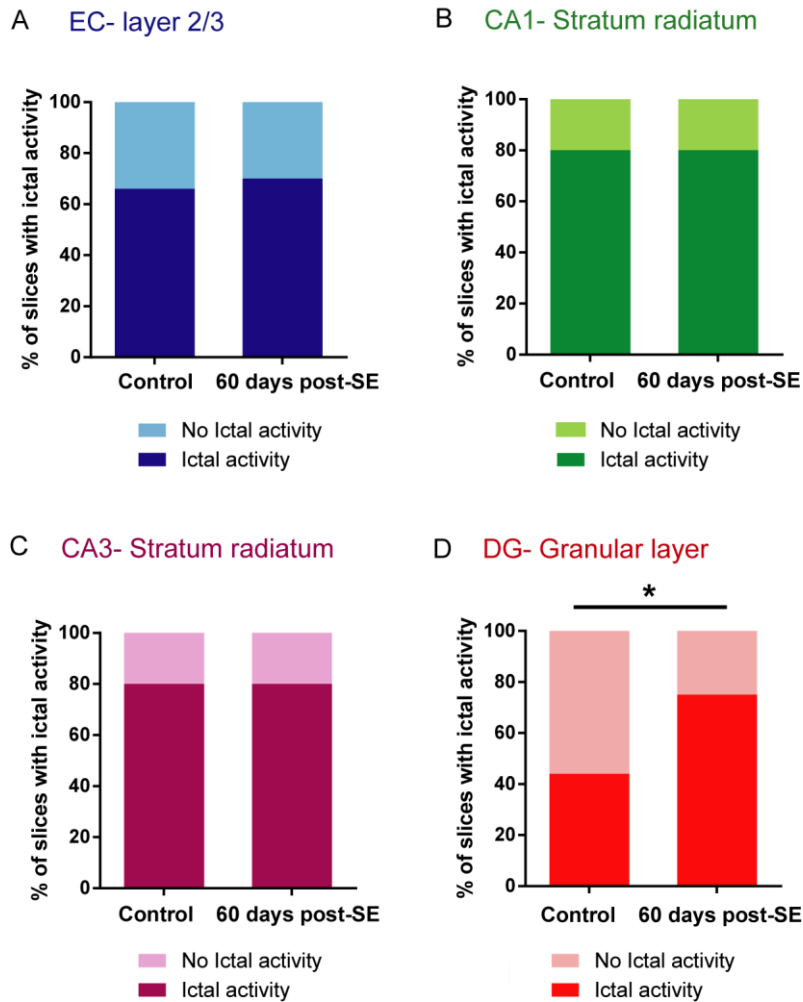 A EC- layer 2/3
% of slices with ictal activity
100
80
60
40
20
0
Control 60 days post-SE
No Ictal activity
Ictal activity
B CA1- Stratum radiatum
% of slices with ictal activity
100
80
60
40
20
0
Control 60 days post-SE
No Ictal activity
Ictal activity
C CA3- Stratum radiatum
% of slices with ictal activity
100
80
60
40
20
0
Control 60 days post-SE
No Ictal activity
Ictal activity
D DG- Granular layer
*
% of slices with ictal activity
100
80
60
40
20
0
Control 60 days post-SE
No Ictal activity
Ictal activity